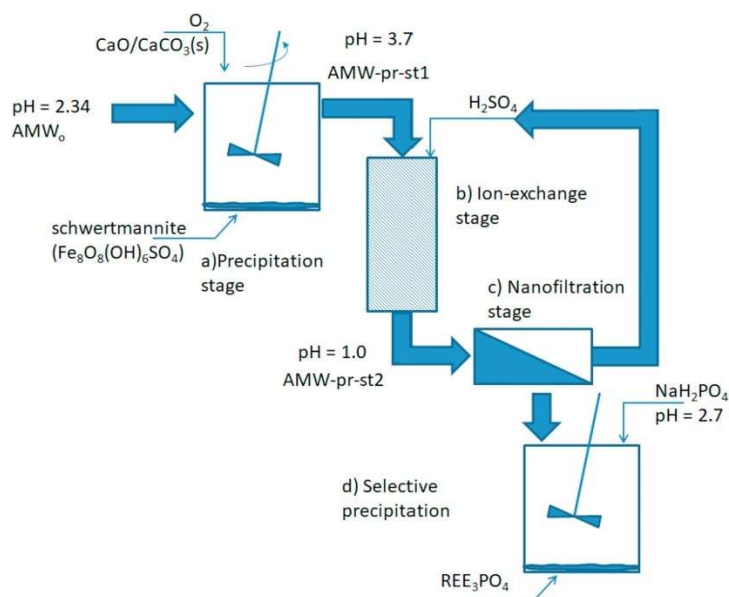 O₂
CaO/CaCO₃(s)
pH = 3.7
AMW-pr-st1
pH = 2.34
AMWₒ
H₂SO₄
b) Ion-exchange
stage
schwertmannite
(Fe₈O₈(OH)₆SO₄)
a)Precipitation
stage
c) Nanofiltration
stage
pH = 1.0
AMW-pr-st2
NaH₂PO₄
pH = 2.7
d) Selective
precipitation
REE₃PO₄